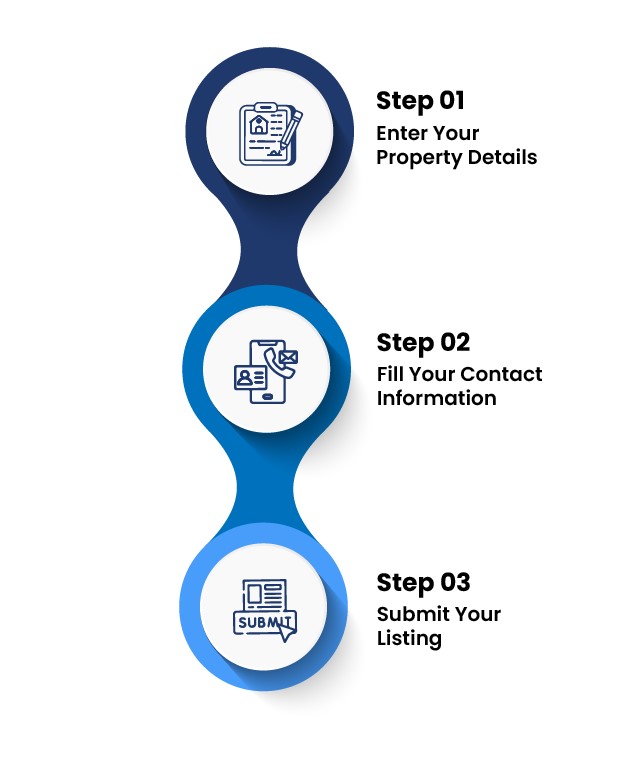 Step 01
Enter Your
Property Details
Step 02
Fill Your Contact
Information
Step 03
Submit Your
Listing
SUBMIT